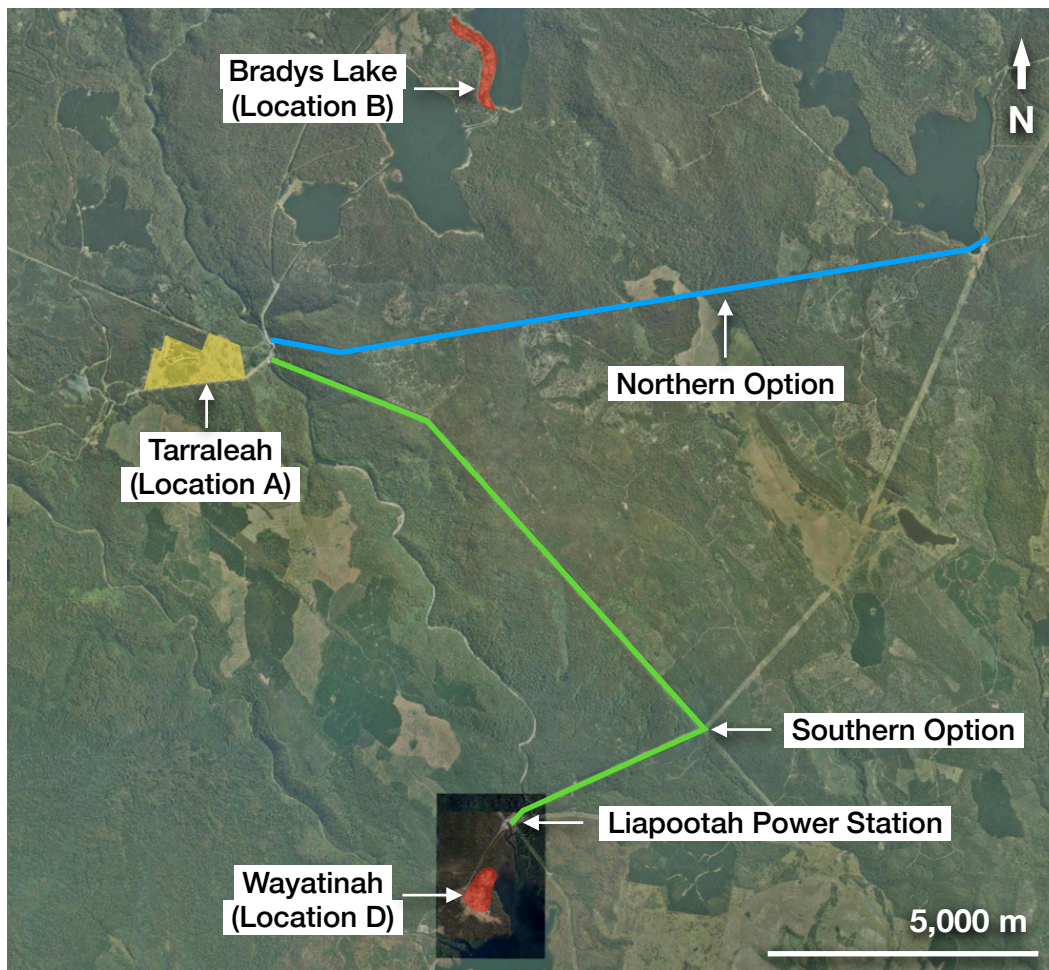 Bradys Lake
(Location B)
N
Northern Option
Tarraleah
(Location A)
Southern Option
Liapootah Power Station
Wayatinah
(Location D)
5,000 m